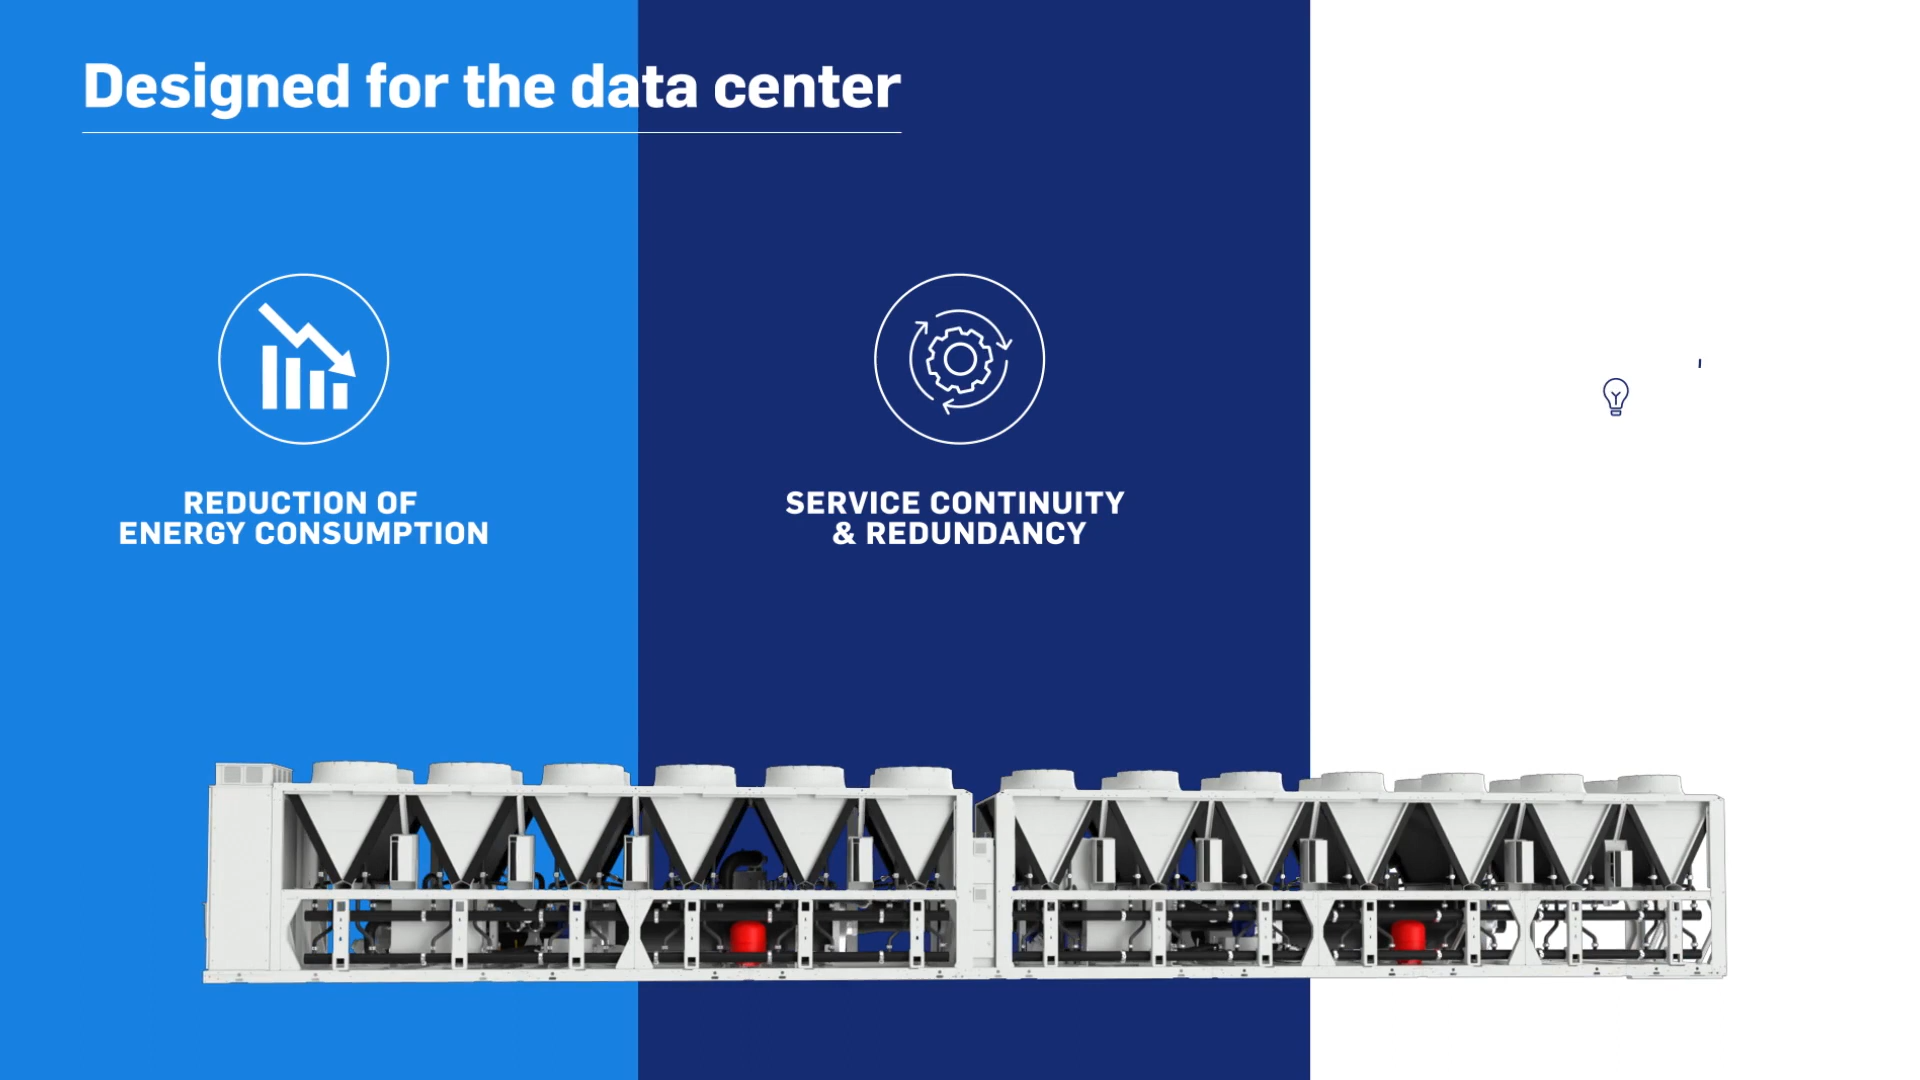 Designed for the data center
REDUCTION OF
ENERGY CONSUMPTION
SERVICE CONTINUITY
& REDUNDANCY